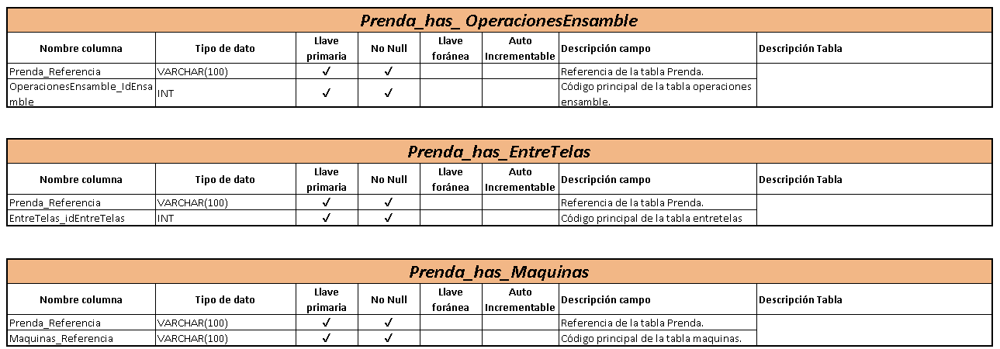 Prenda_has_ OperacionesEnsamble
Nombre columna Tipo de dato Llave primaria No Null Llave foránea Auto Incrementable Descripción campo Descripción Tabla
Prenda_Referencia VARCHAR(100) ✓ ✓ Referencia de la tabla Prenda.
OperacionesEnsamble_IdEnsamble INT ✓ ✓ Código principal de la tabla operaciones ensamble.
Prenda_has_EntreTelas
Nombre columna Tipo de dato Llave primaria No Null Llave foránea Auto Incrementable Descripción campo Descripción Tabla
Prenda_Referencia VARCHAR(100) ✓ ✓ Referencia de la tabla Prenda.
EntreTelas_idEntreTelas INT ✓ ✓ Código principal de la tabla entretelas
Prenda_has_Maquinas
Nombre columna Tipo de dato Llave primaria No Null Llave foránea Auto Incrementable Descripción campo Descripción Tabla
Prenda_Referencia VARCHAR(100) ✓ ✓ Referencia de la tabla Prenda.
Maquinas_Referencia VARCHAR(100) ✓ ✓ Código principal de la tabla maquinas.